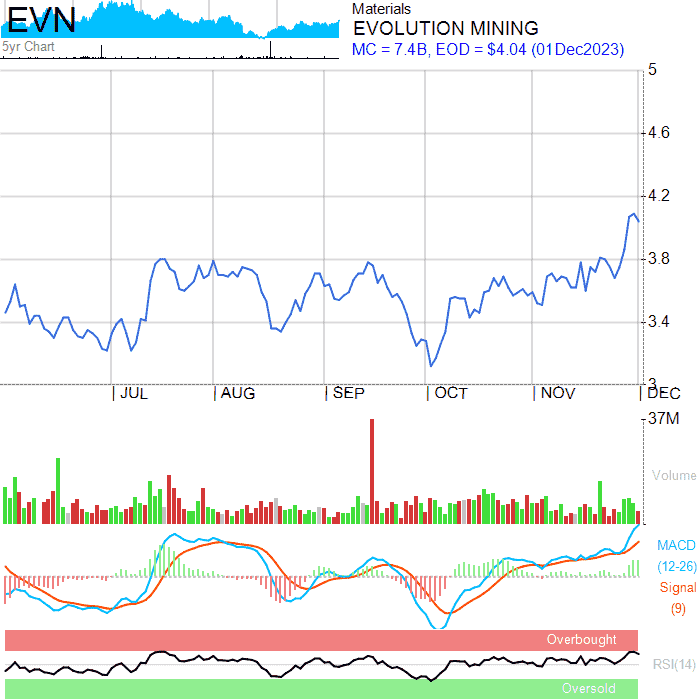 EVN
5yr Chart
Materials
EVOLUTION MINING
MC = 7.4B, EOD = $4.04 (01Dec2023)
5
4.6
4.2
3.8
3.4
3
JUL AUG SEP OCT NOV DEC
37M
Volume
MACD
(12-26)
Signal
(9)
Overbought
RSI(14)
Oversold